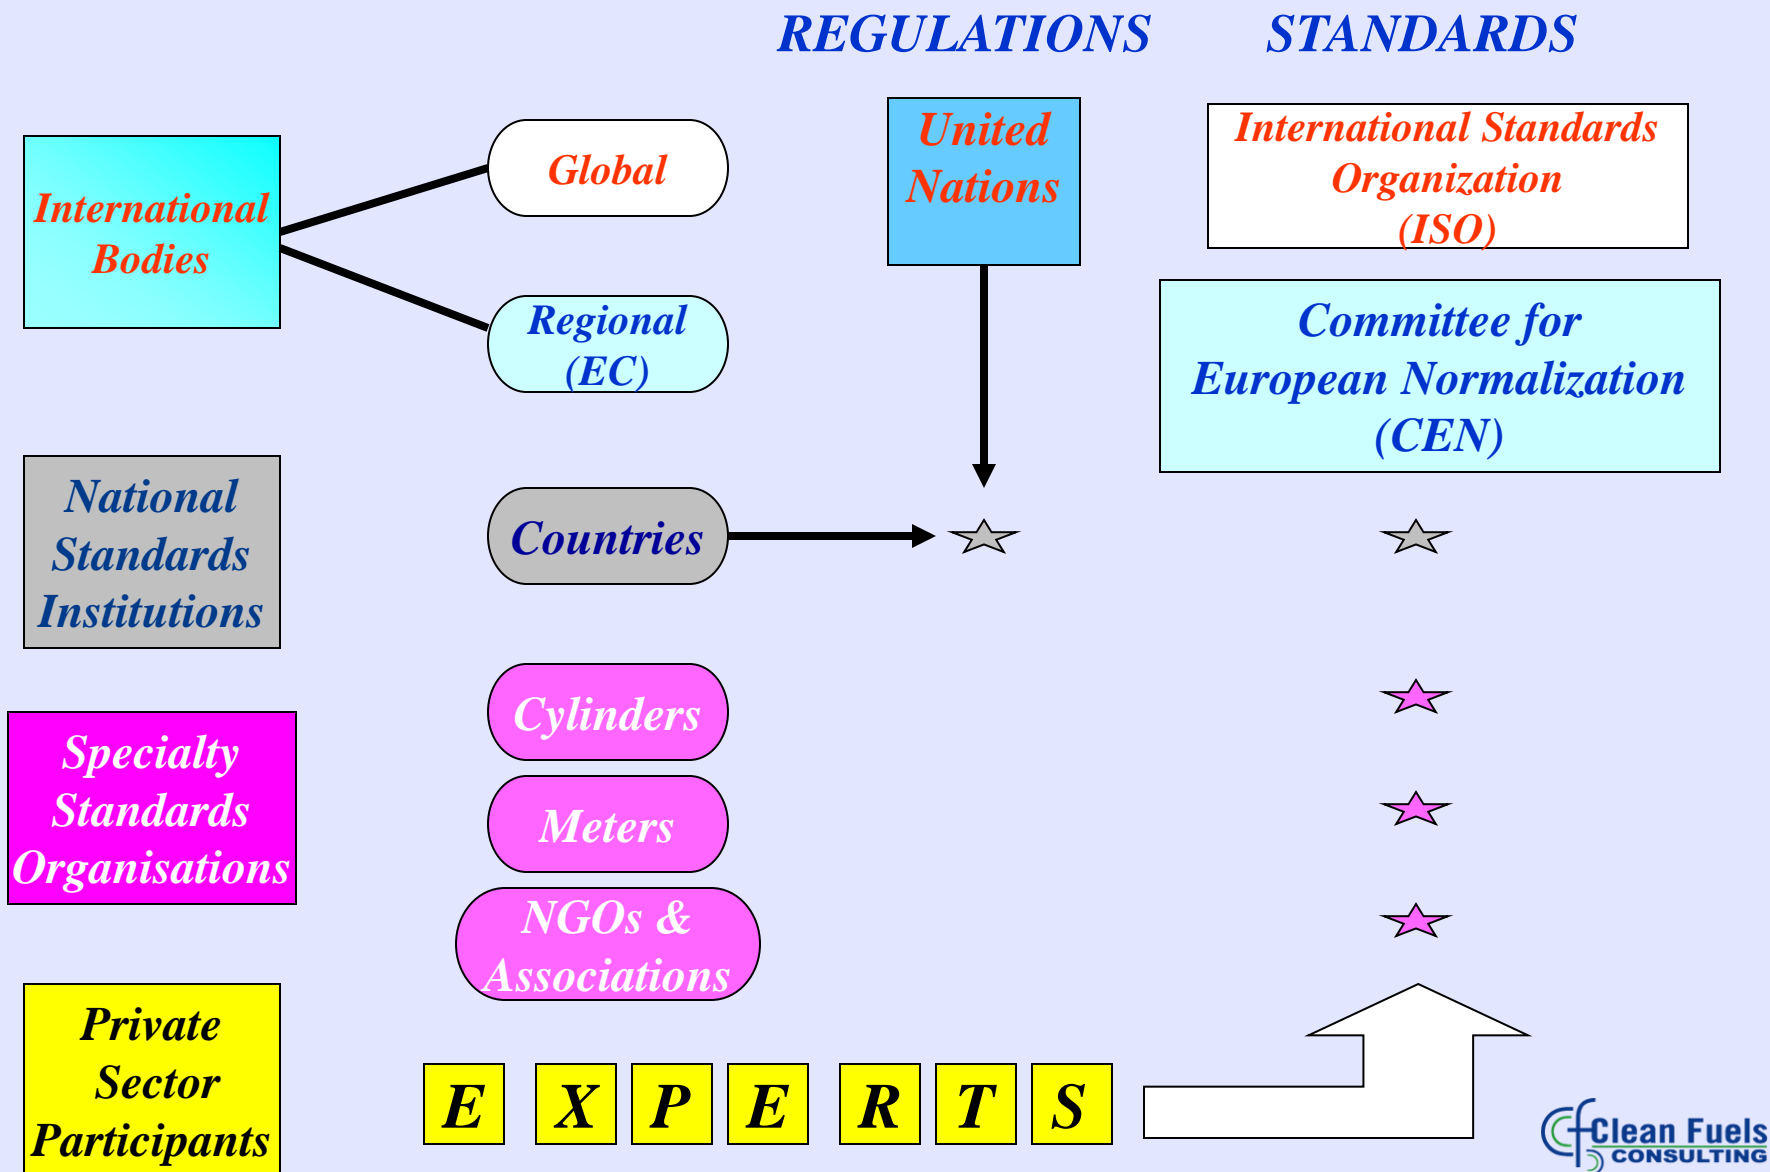 REGULATIONS
STANDARDS
International
Bodies
Global
Regional
(EC)
United
Nations
International Standards
Organization
(ISO)
Committee for
European Normalization
(CEN)
National
Standards
Institutions
Countries
Specialty
Standards
Organisations
Cylinders
Meters
NGOs &
Associations
Private
Sector
Participants
E X P E R T S
Clean Fuels
CONSULTING